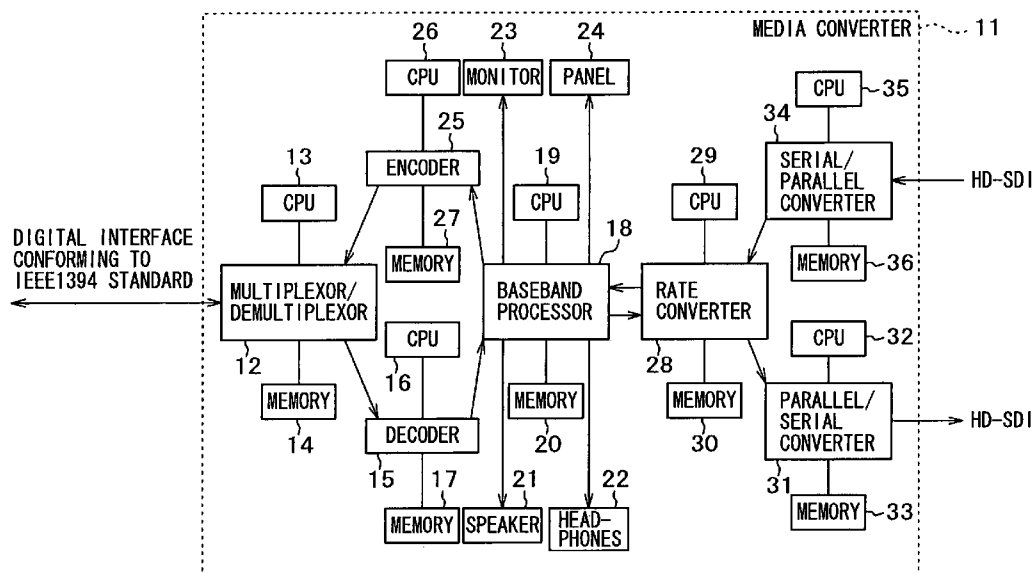 MEDIA CONVERTER 11
26
CPU
23
MONITOR
24
PANEL
CPU 35
34
SERIAL/
PARALLEL
CONVERTER
HD-SDI
MEMORY 36
25
ENCODER
13
CPU
19
CPU
29
CPU
27
MEMORY
DIGITAL INTERFACE
CONFORMING TO
IEEE1394 STANDARD
MULTIPLEXOR/
DEMULTIPLEXOR
12
18
BASEBAND
PROCESSOR
RATE
CONVERTER
28
CPU
16
CPU 32
MEMORY
14
DECODER
15
MEMORY
20
MEMORY
30
PARALLEL/
SERIAL
CONVERTER
31
HD-SDI
17
MEMORY
21
SPEAKER
22
HEAD-
PHONES
MEMORY 33